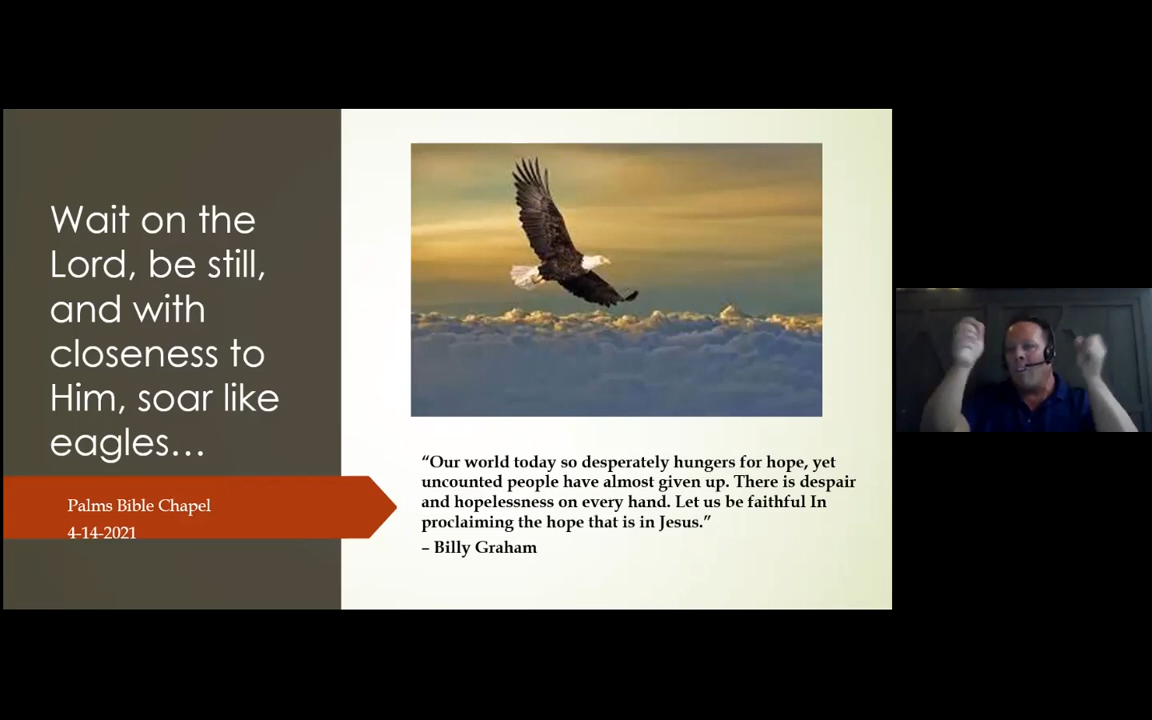 Wait on the
Lord, be still,
and with
closeness to
Him, soar like
eagles…
Palms Bible Chapel
4-14-2021
“Our world today so desperately hungers for hope, yet
uncounted people have almost given up. There is despair
and hopelessness on every hand. Let us be faithful In
proclaiming the hope that is in Jesus.”
– Billy Graham